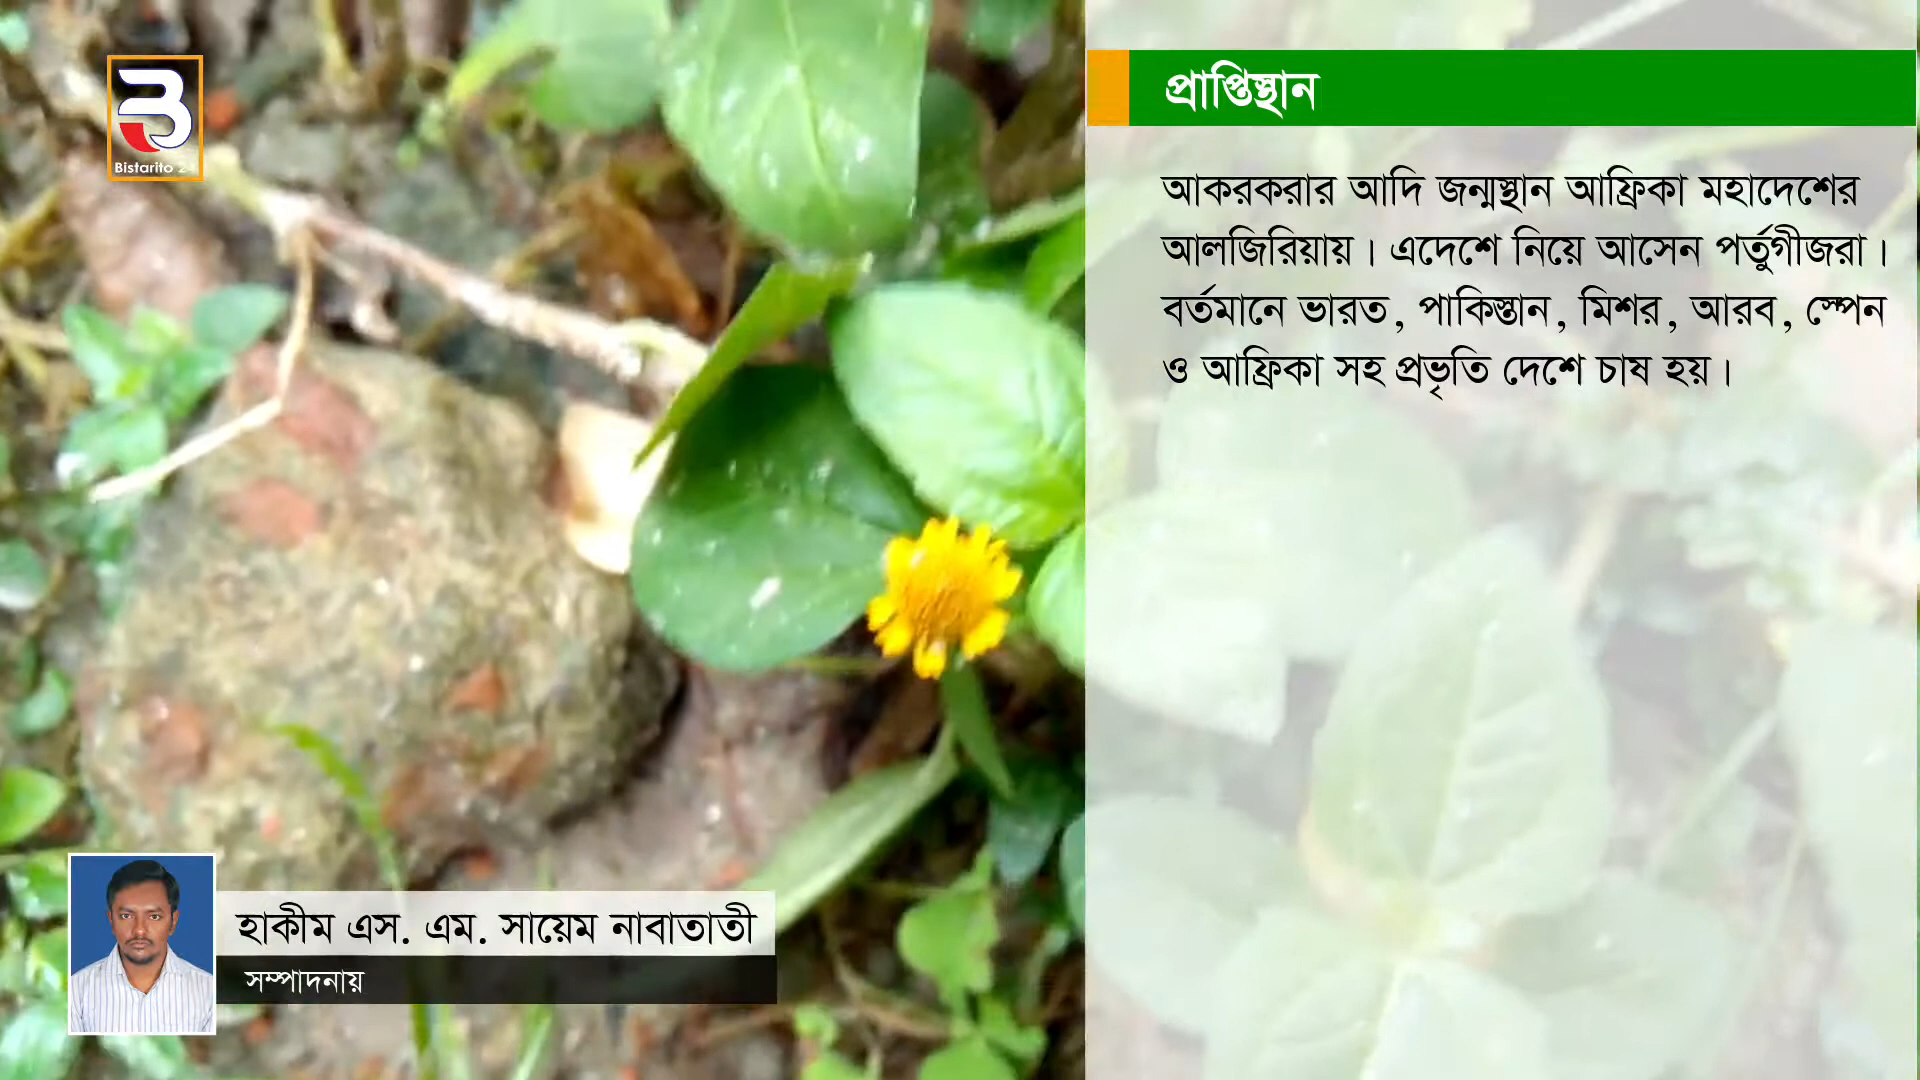 Bistarito 24
প্রাপ্তিস্থান
আকরকরার আদি জন্মস্থান আফ্রিকা মহাদেশের
আলজিরিয়ায়। এদেশে নিয়ে আসেন পর্তুগীজরা।
বর্তমানে ভারত, পাকিস্তান, মিশর, আরব, স্পেন
ও আফ্রিকা সহ প্রভৃতি দেশে চাষ হয়।
হাকীম এস. এম. সায়েম নাবাতাতী
সম্পাদনায়